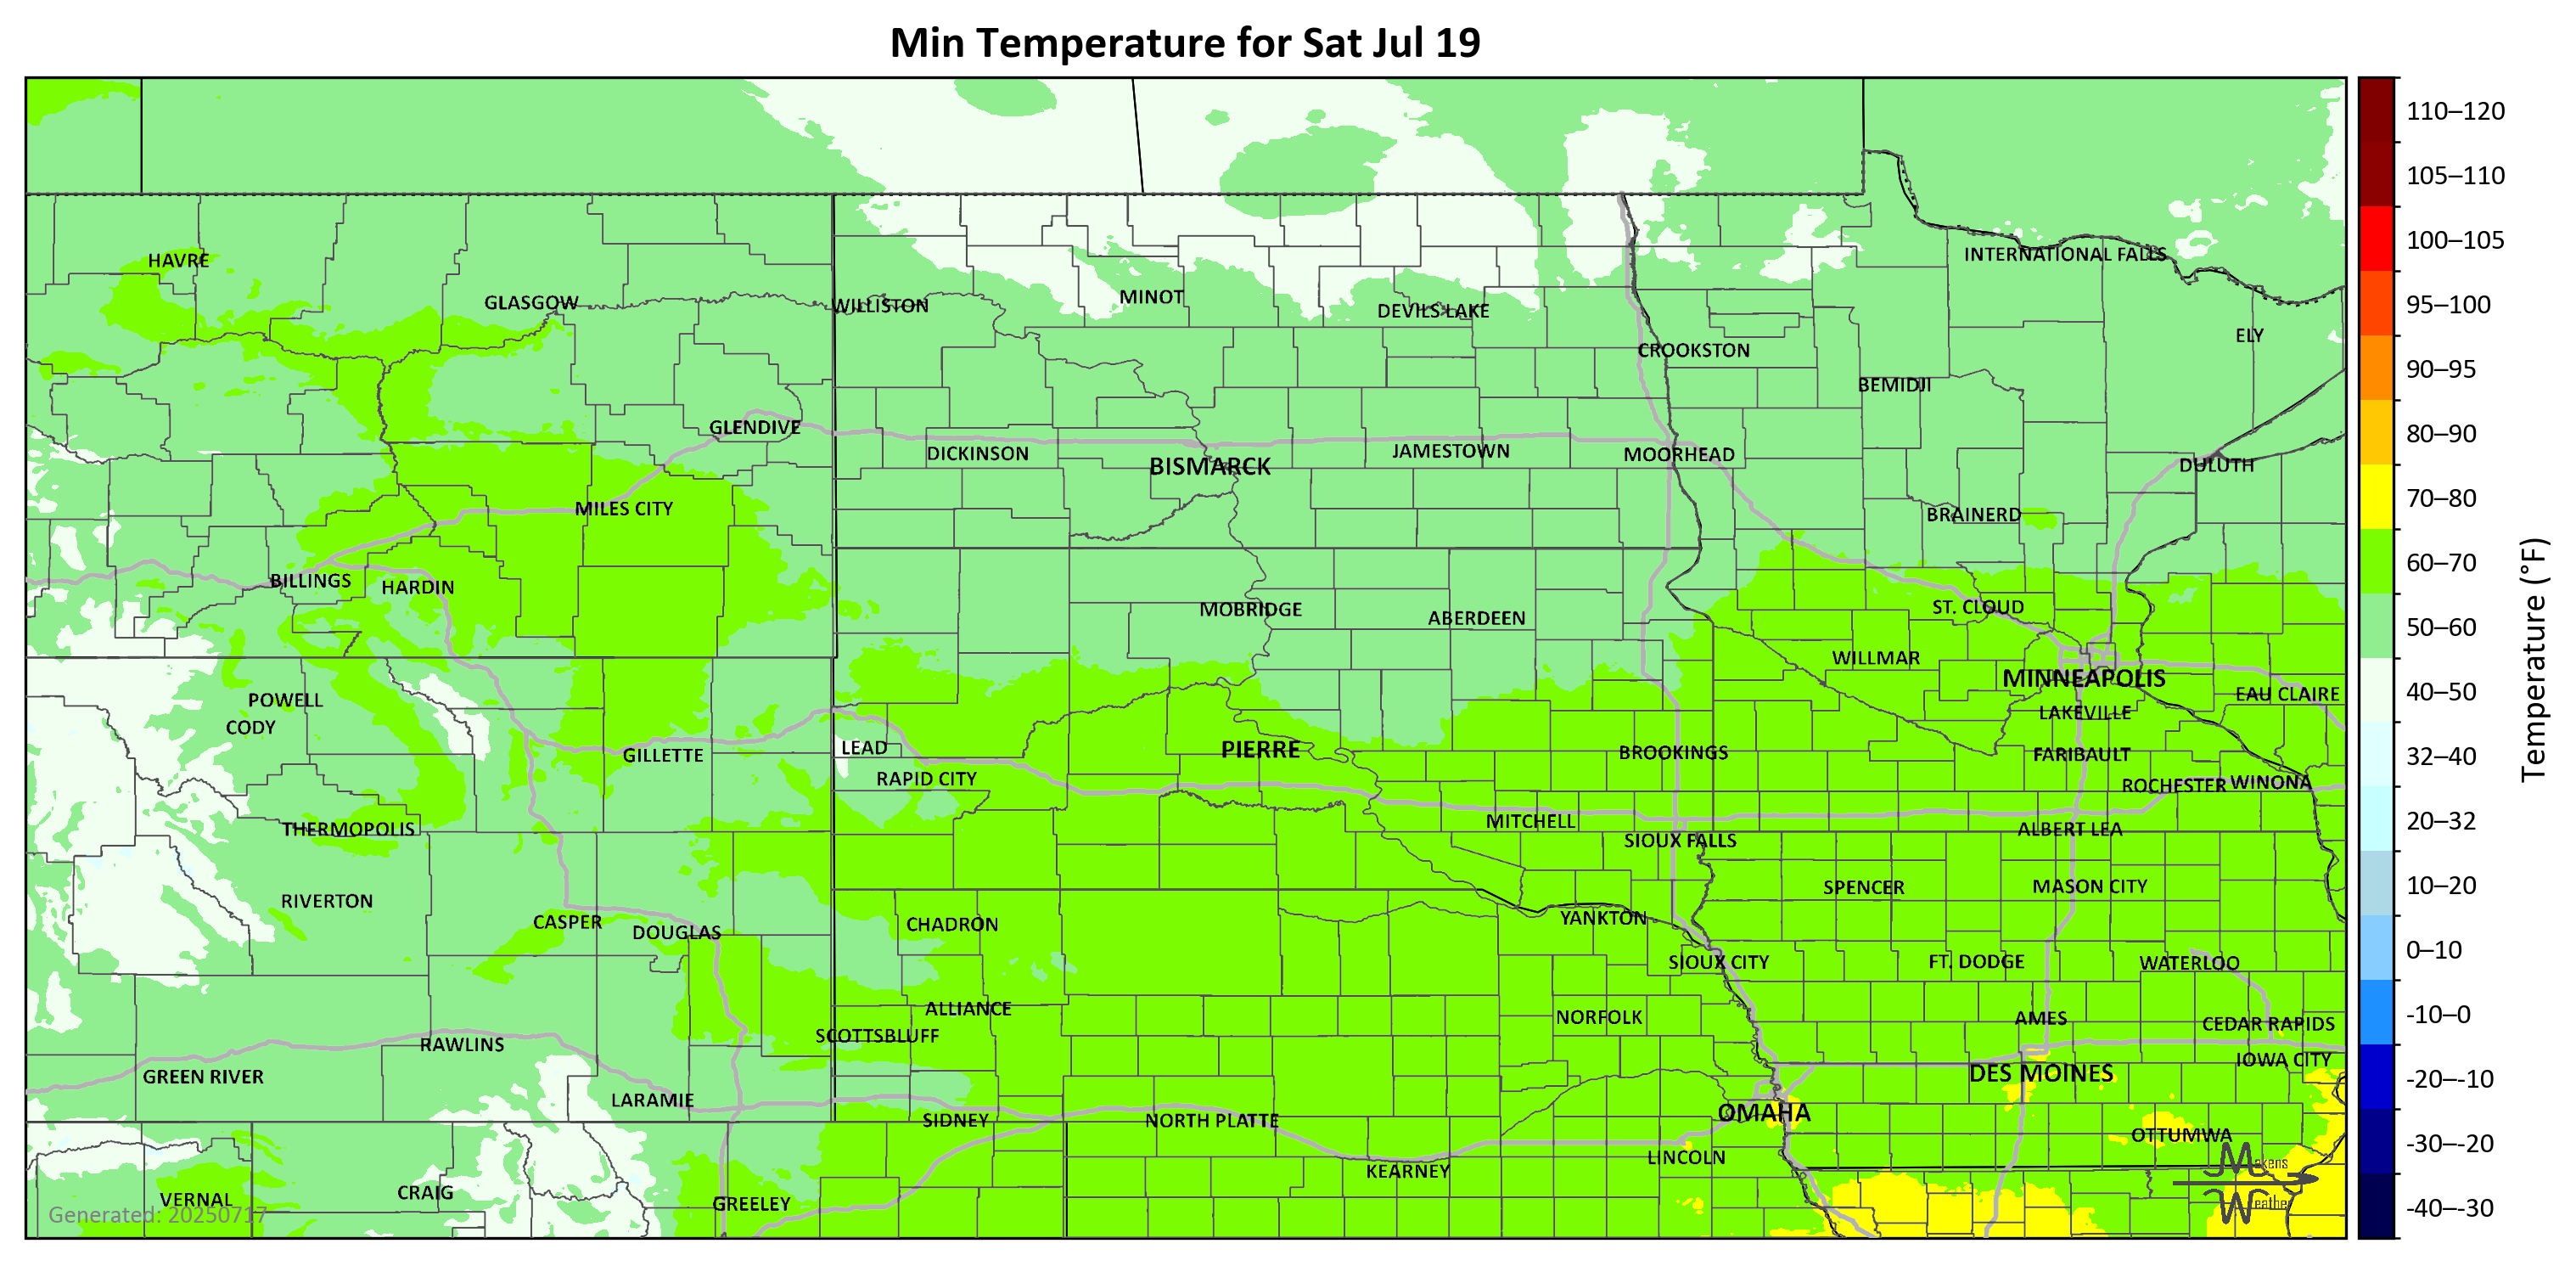 Min Temperature for Sat Jul 19
HAVRE
GLASGOW
WILLISTON
MINOT
DEVILS LAKE
INTERNATIONAL FALLS
ELY
CROOKSTON
BEMIDJI
GLENDIVE
DICKINSON
BISMARCK
JAMESTOWN
MOORHEAD
DULUTH
MILES CITY
BRAINERD
BILLINGS
HARDIN
MOBRIDGE
ABERDEEN
ST. CLOUD
WILLMAR
MINNEAPOLIS
POWELL
EAU CLAIRE
CODY
LAKEVILLE
GILLETTE
LEAD
PIERRE
BROOKINGS
FARIBAULT
RAPID CITY
ROCHESTER
WINONA
THERMOPOLIS
MITCHELL
SIOUX FALLS
ALBERT LEA
RIVERTON
SPENCER
MASON CITY
CASPER
DOUGLAS
CHADRON
YANKTON
SIOUX CITY
FT. DODGE
WATERLOO
ALLIANCE
NORFOLK
AMES
CEDAR RAPIDS
SCOTTSBLUFF
RAWLINS
IOWA CITY
GREEN RIVER
DES MOINES
LARAMIE
SIDNEY
NORTH PLATTE
OMAHA
OTTUMWA
KEARNEY
LINCOLN
VERNAL
CRAIG
GREELEY
Generated: 20250717
Makens
Weather
110–120
105–110
100–105
95–100
90–95
80–90
70–80
60–70
50–60
40–50
32–40
20–32
10–20
0–10
-10–0
-20–-10
-30–-20
-40–-30
Temperature (°F)